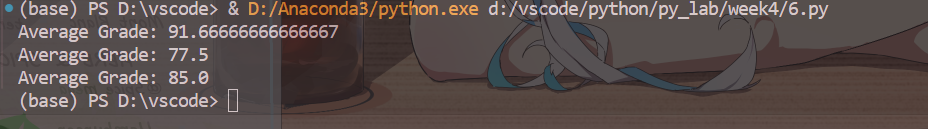 (base) PS D:\vscode> & D:/Anaconda3/python.exe d:/vscode/python/py_lab/week4/6.py
Average Grade: 91.66666666666667
Average Grade: 77.5
Average Grade: 85.0
(base) PS D:\vscode>